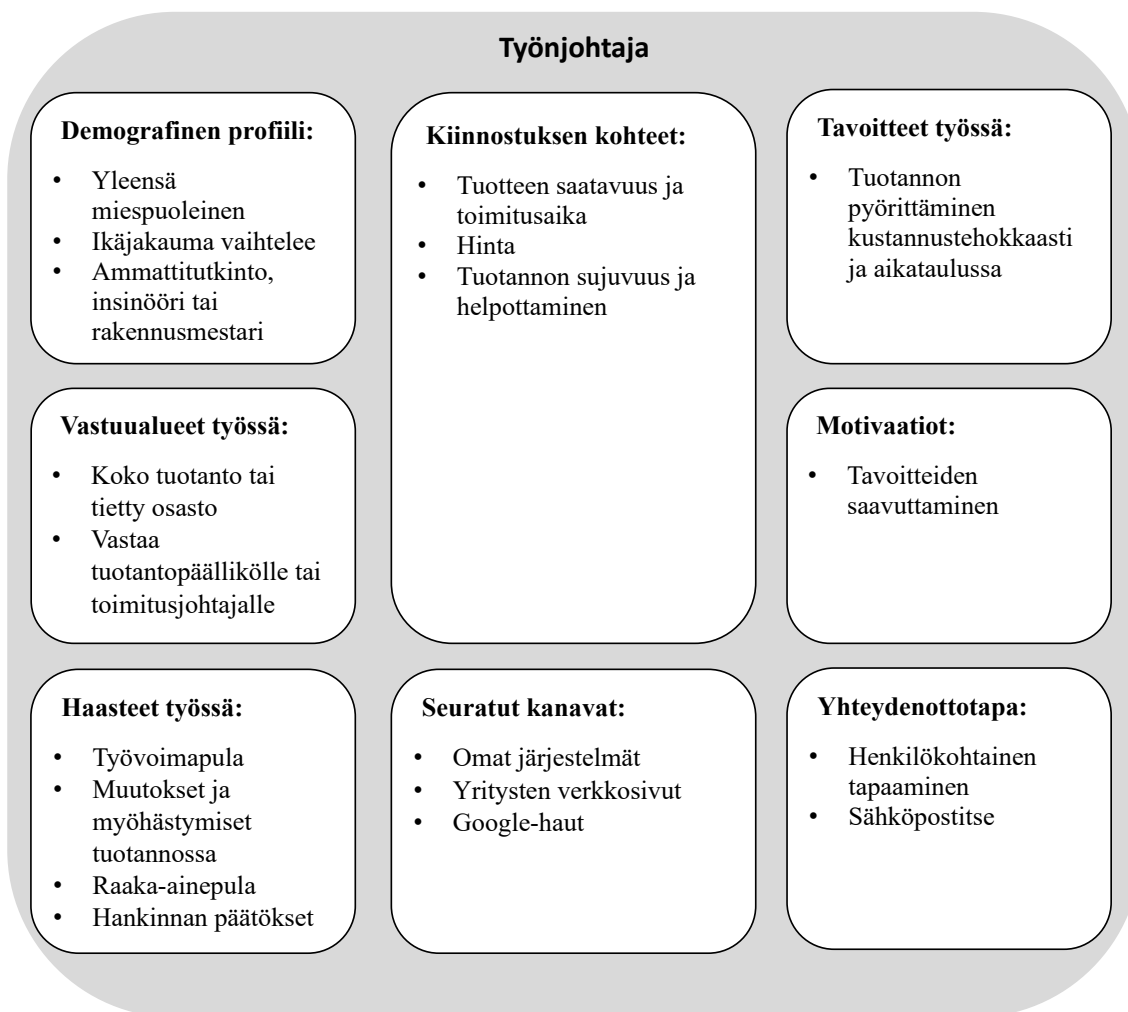 Työnjohtaja
Demografinen profiili:
• Yleensä
miespuoleinen
• Ikäjakauma vaihtelee
• Ammattitutkinto,
insinööri tai
rakennusmestari
Kiinnostuksen kohteet:
• Tuotteen saatavuus ja
toimitusaika
• Hinta
• Tuotannon sujuvuus ja
helpottaminen
Tavoitteet työssä:
• Tuotannon
pyörittäminen
kustannustehokkaasti
ja aikataulussa
Vastuualueet työssä:
• Koko tuotanto tai
tietty osasto
• Vastaa
tuotantopäällikölle tai
toimitusjohtajalle
Motivaatiot:
• Tavoitteiden
saavuttaminen
Haasteet työssä:
• Työvoimapula
• Muutokset ja
myöhästymiset
tuotannossa
• Raaka-ainepula
• Hankinnan päätökset
Seuratut kanavat:
• Omat järjestelmät
• Yritysten verkkosivut
• Google-haut
Yhteydenottotapa:
• Henkilökohtainen
tapaaminen
• Sähköpostitse